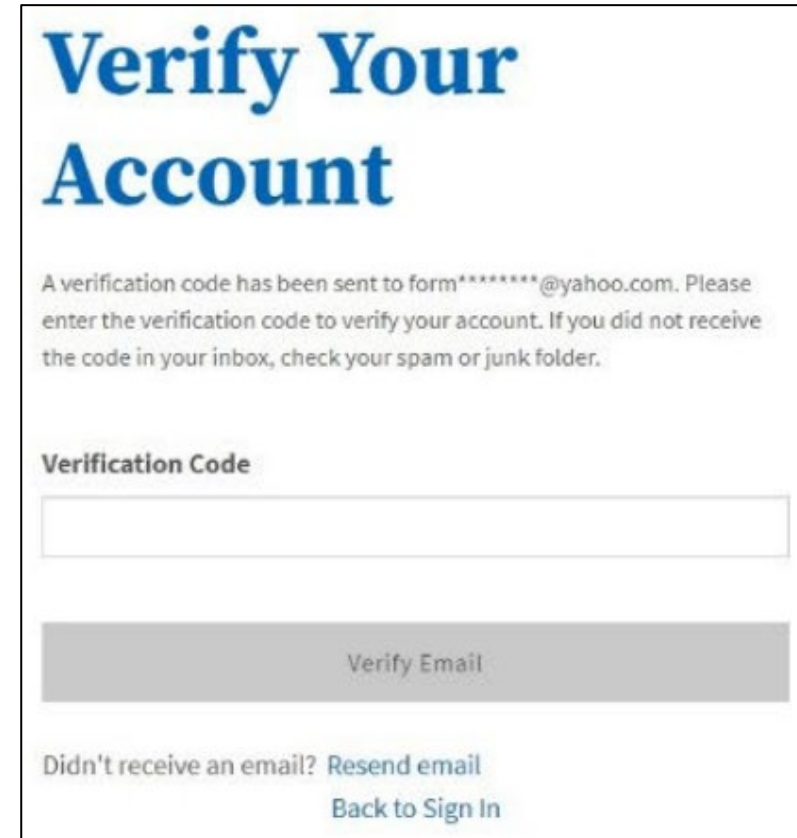 Verify Your
Account
A verification code has been sent to form********@yahoo.com. Please
enter the verification code to verify your account. If you did not receive
the code in your inbox, check your spam or junk folder.
Verification Code
Verify Email
Didn't receive an email? Resend email
Back to Sign In